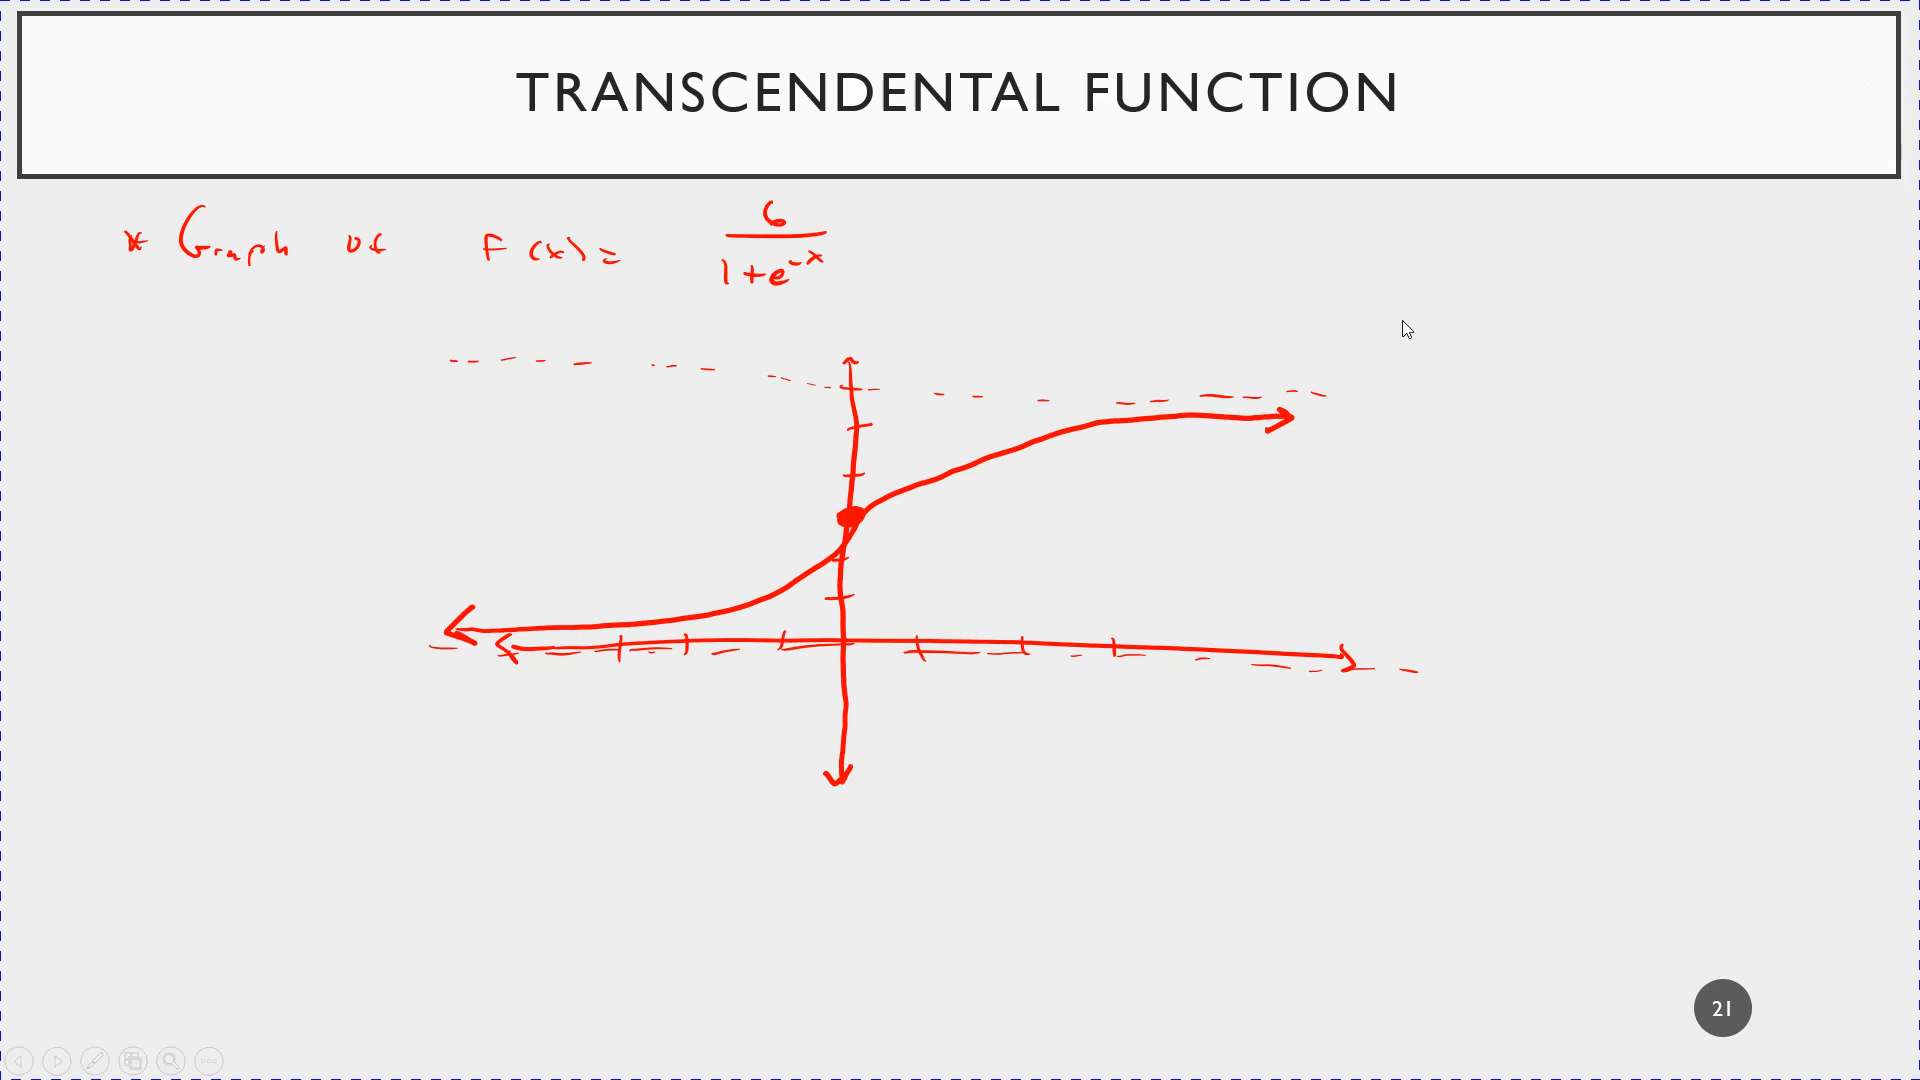 TRANSCENDENTAL FUNCTION
* Graph of F(x) = 6/(1+e^-x)
21